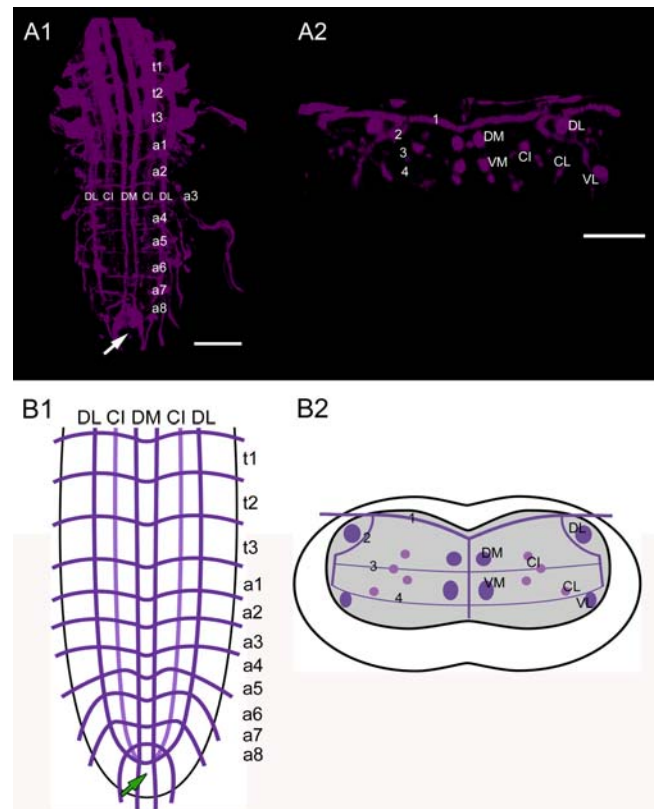 A1
t1
t2
t3
a1
a2
DL CI DM CI DL a3
a4
a5
a6
a7
a8
A2
1
2
3
4
DM
DL
VM
CI
CL
VL
B1
DL CI DM CI DL
t1
t2
t3
a1
a2
a3
a4
a5
a6
a7
a8
B2
1
2
3
4
DM
DL
CI
VM
CL
VL